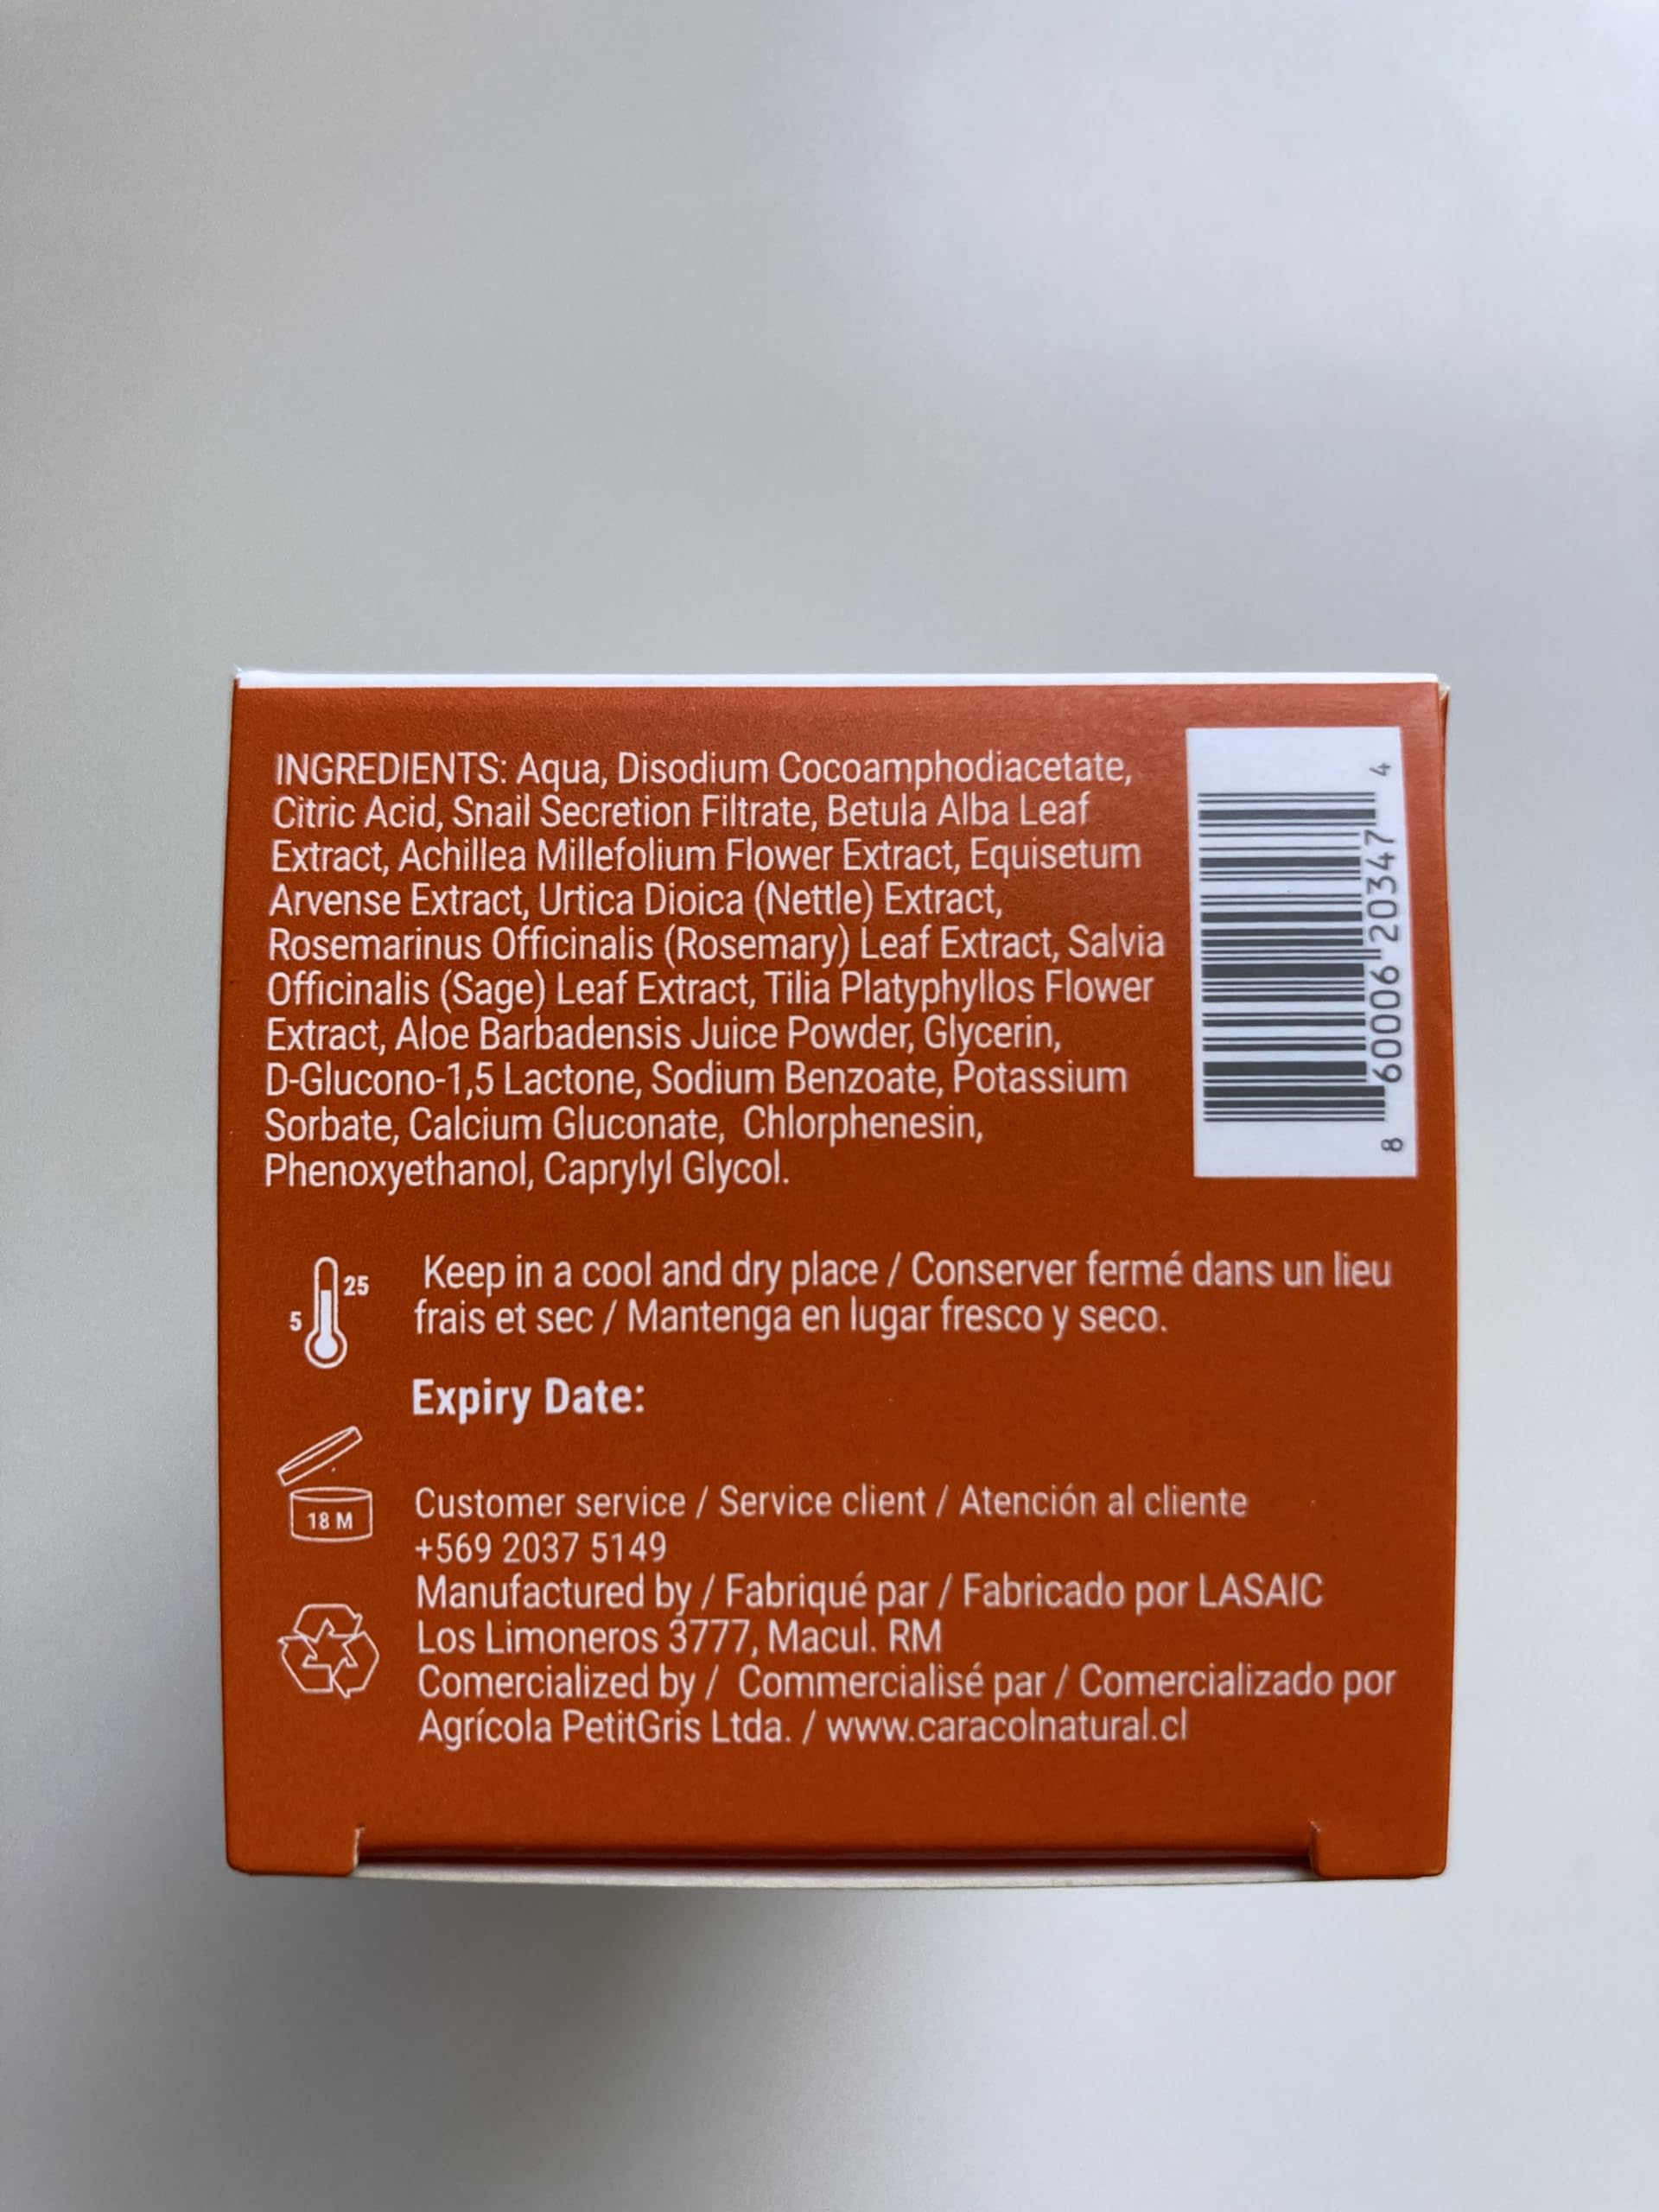 INGREDIENTS: Aqua, Disodium Cocoamphodiacetate,
Citric Acid, Snail Secretion Filtrate, Betula Alba Leaf
Extract, Achillea Millefolium Flower Extract, Equisetum
Arvense Extract, Urtica Dioica (Nettle) Extract,
Rosemarinus Officinalis (Rosemary) Leaf Extract, Salvia
Officinalis (Sage) Leaf Extract, Tilia Platyphyllos Flower
Extract, Aloe Barbadensis Juice Powder, Glycerin,
D-Glucono-1,5 Lactone, Sodium Benzoate, Potassium
Sorbate, Calcium Gluconate, Chlorphenesin,
Phenoxyethanol, Caprylyl Glycol.
8 60006 20347 4
25
5
Keep in a cool and dry place / Conserver fermé dans un lieu
frais et sec / Mantenga en lugar fresco y seco.
Expiry Date:
18 M
Customer service / Service client / Atención al cliente
+569 2037 5149
Manufactured by / Fabriqué par / Fabricado por LASAIC
Los Limoneros 3777, Macul. RM
Comercialized by / Commercialisé par / Comercializado por
Agrícola PetitGris Ltda. / www.caracolnatural.cl